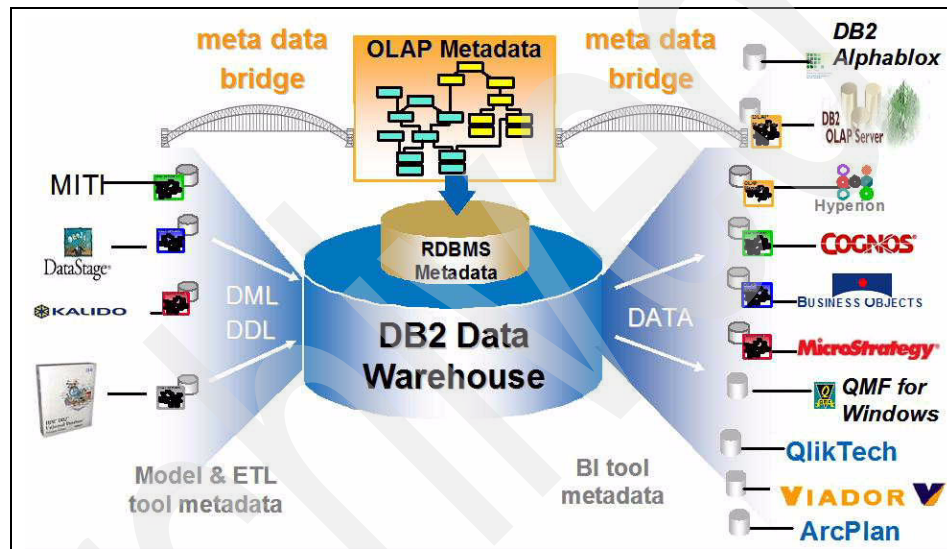 meta data
bridge
OLAP Metadata
meta data
bridge
DB2
Alphablox
DB2
OLAP Server
MITI
Hyperion
DataStage®
COGNOS®
RDBMS
Metadata
KALIDO
DML
DDL
DATA
BUSINESS OBJECTS
DB2 Data
Warehouse
MicroStrategy®
QMF for
Windows
QlikTech
Model & ETL
tool metadata
BI tool
metadata
VIADOR
ArcPlan